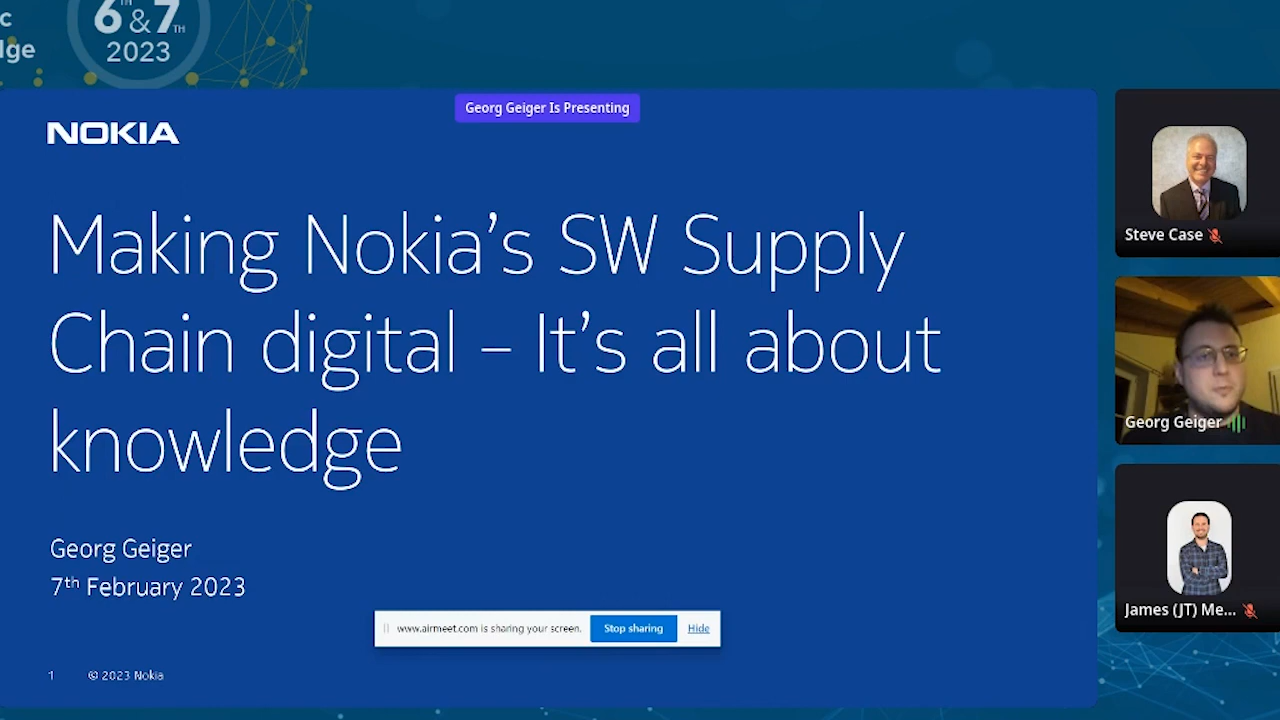 c
6TH & 7TH
lge
2023
Georg Geiger Is Presenting
NOKIA
Making Nokia's SW Supply
Chain digital – It's all about
knowledge
Georg Geiger
7th February 2023
www.airmeet.com is sharing your screen.
Stop sharing
Hide
1
© 2023 Nokia
Steve Case
Georg Geiger
James (JT) Me...